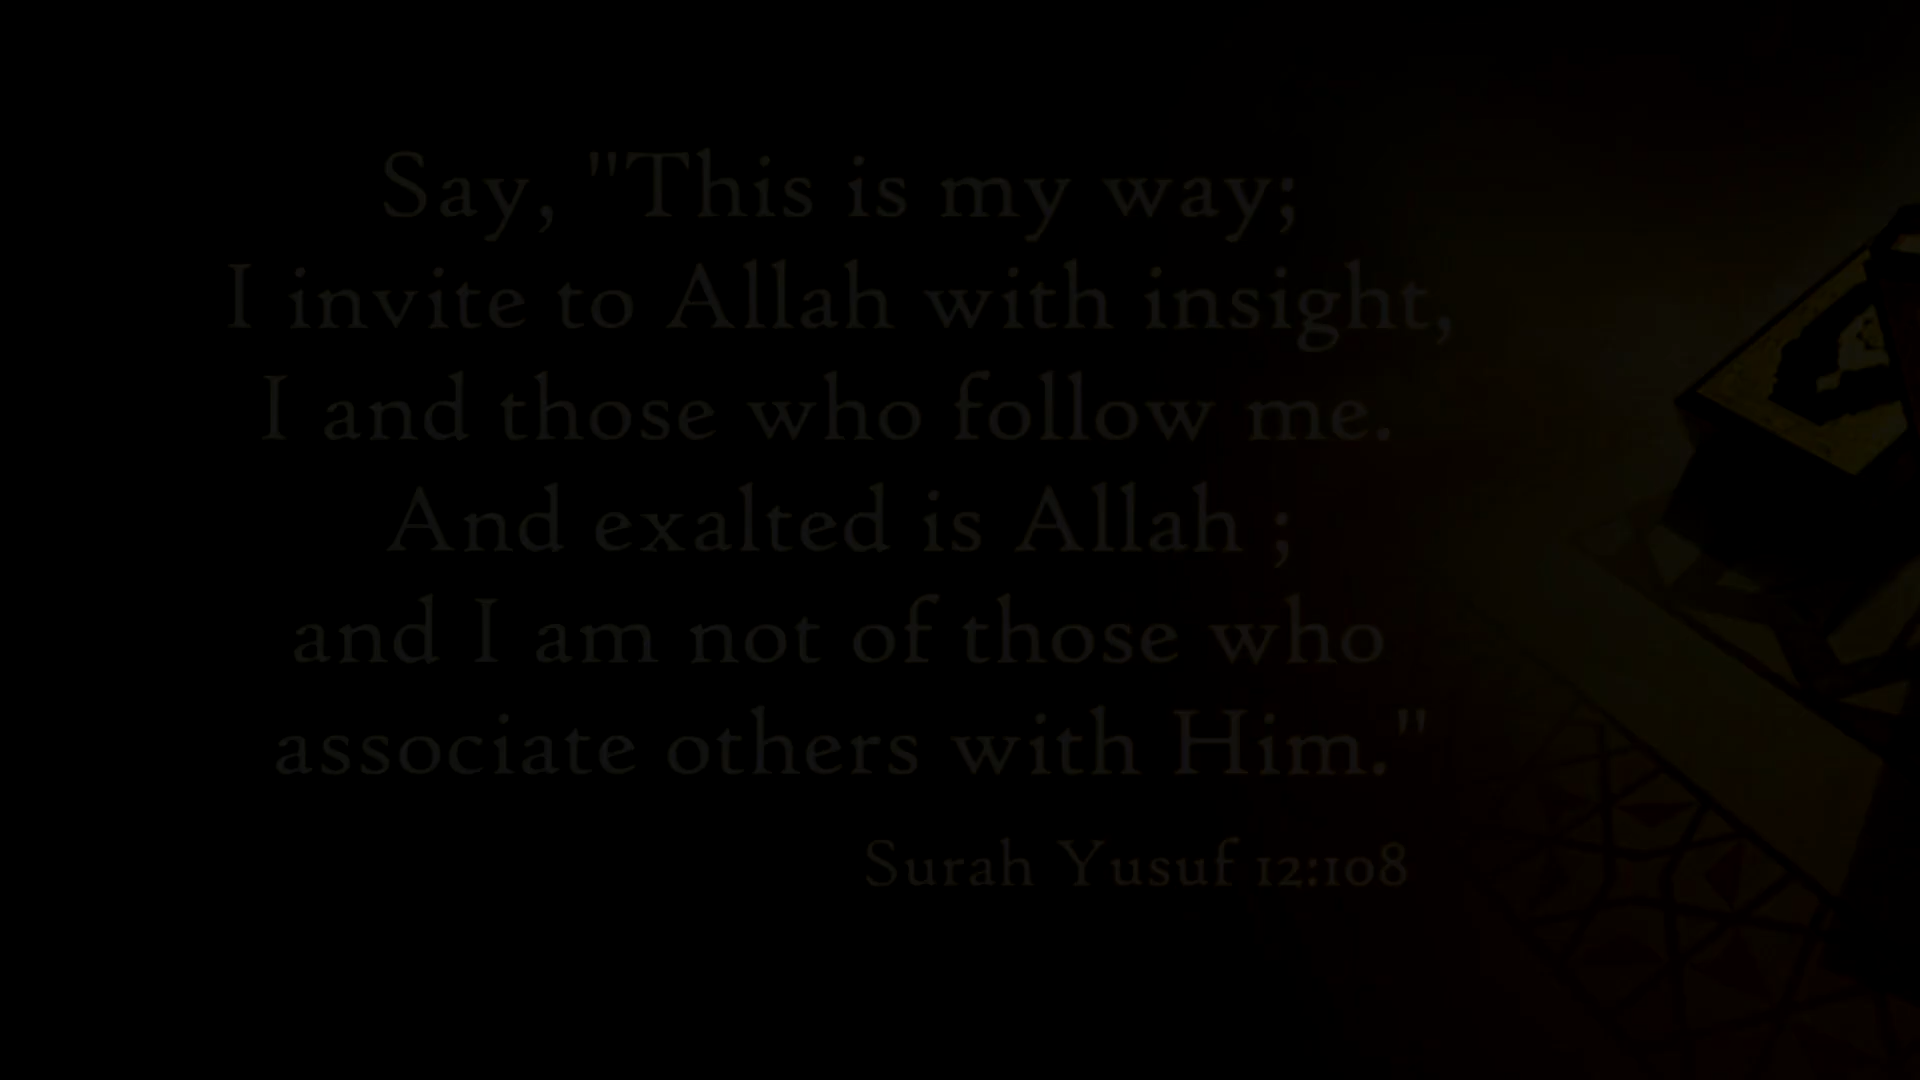 Say, "This is my way;
I invite to Allah with insight,
I and those who follow me.
And exalted is Allah ;
and I am not of those who
associate others with Him."
Surah Yusuf 12:108